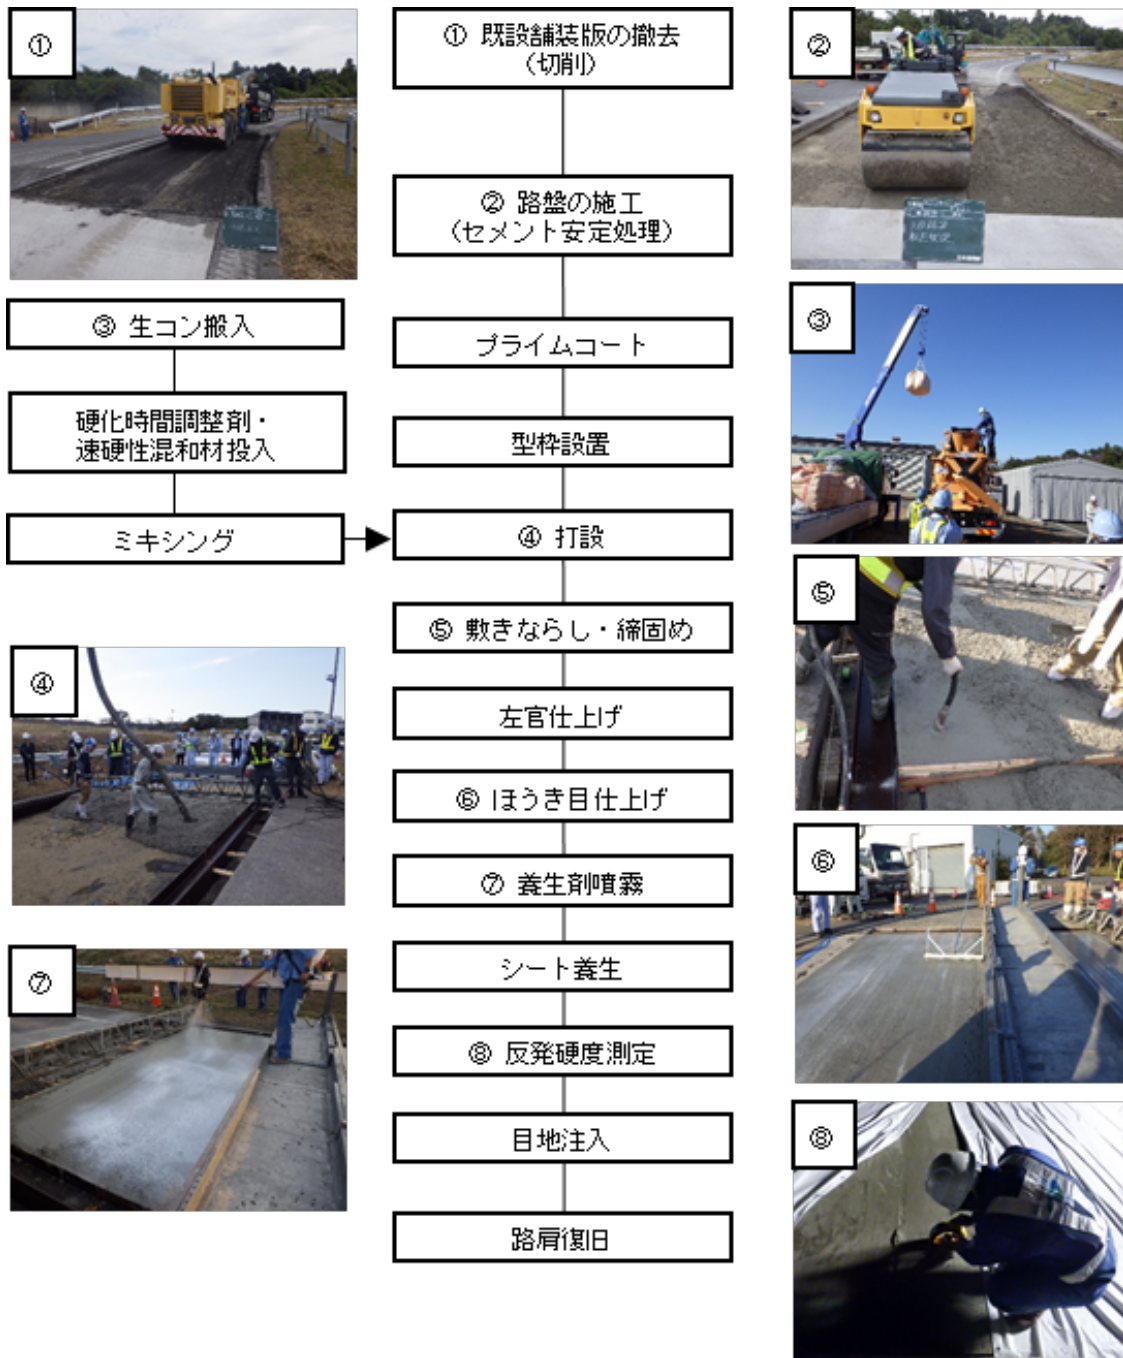 ①
① 既設舗装版の撤去
(切削)
②
② 路盤の施工
(セメント安定処理)
③ 生コン搬入
プライムコート
③
硬化時間調整剤・
速硬性混和材投入
型枠設置
ミキシング
④ 打設
⑤
⑤ 敷きならし・締固め
④
左官仕上げ
⑥ ほうき目仕上げ
⑥
⑦ 養生剤噴霧
シート養生
⑦
⑧ 反発硬度測定
目地注入
⑧
路肩復旧